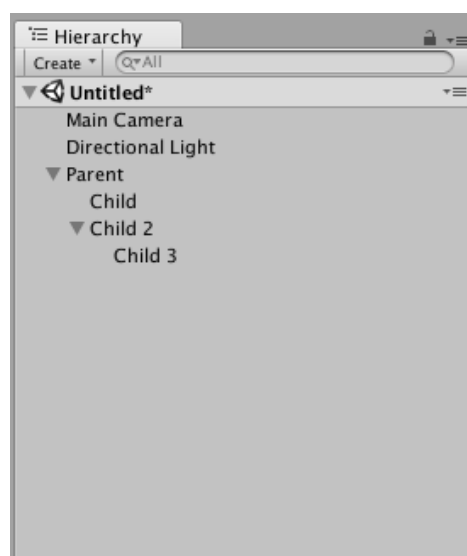 Hierarchy
Create All
Untitled*
Main Camera
Directional Light
Parent
Child
Child 2
Child 3